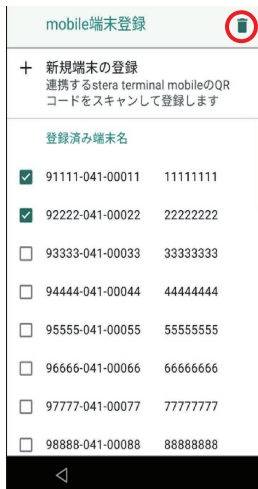 mobile端末登録
新規端末の登録
連携するstera terminal mobileのQR
コードをスキャンして登録します
登録済み端末名
91111-041-00011 11111111
92222-041-00022 22222222
93333-041-00033 33333333
94444-041-00044 44444444
95555-041-00055 55555555
96666-041-00066 66666666
97777-041-00077 77777777
98888-041-00088 88888888